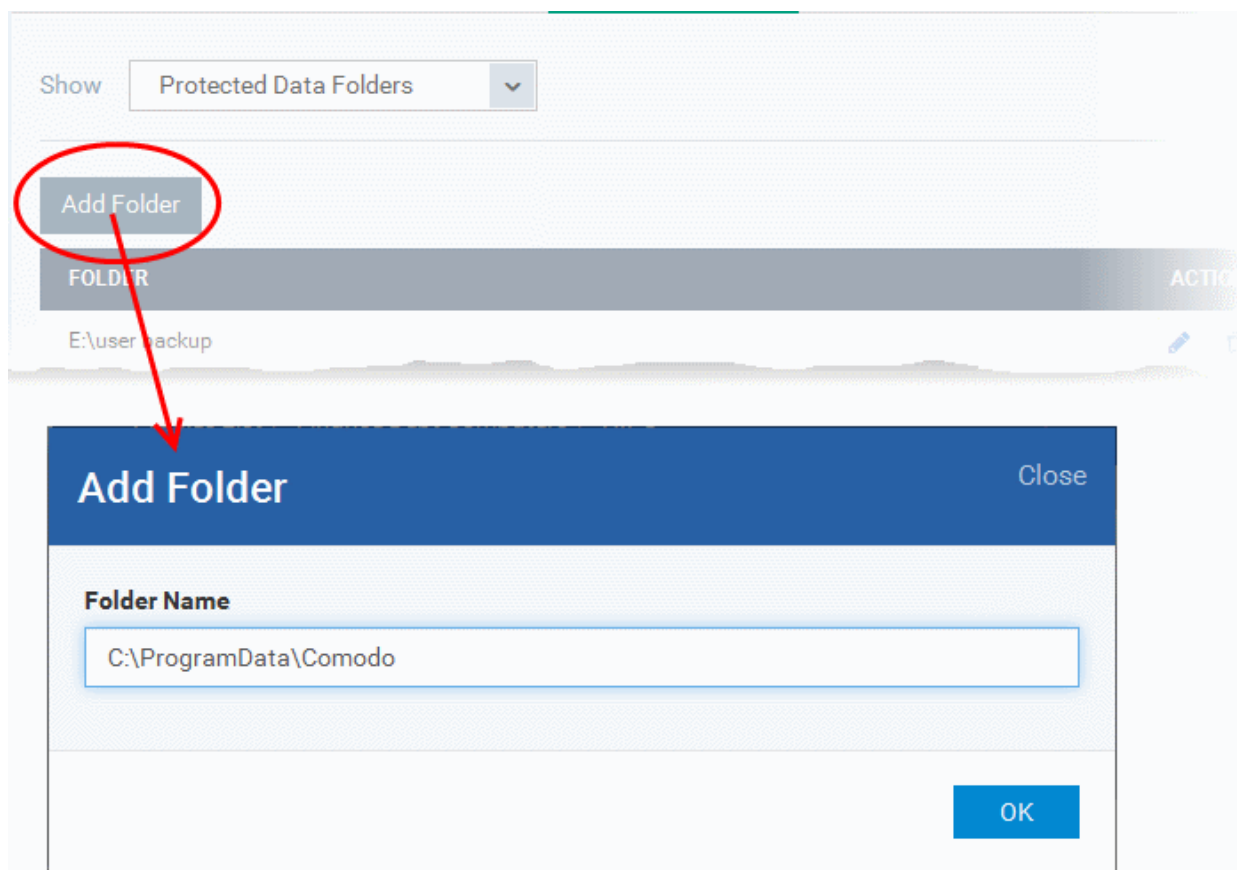 Show Protected Data Folders
Add Folder
FOLDER
E:\user backup
Add Folder Close
Folder Name
C:\ProgramData\Comodo
OK